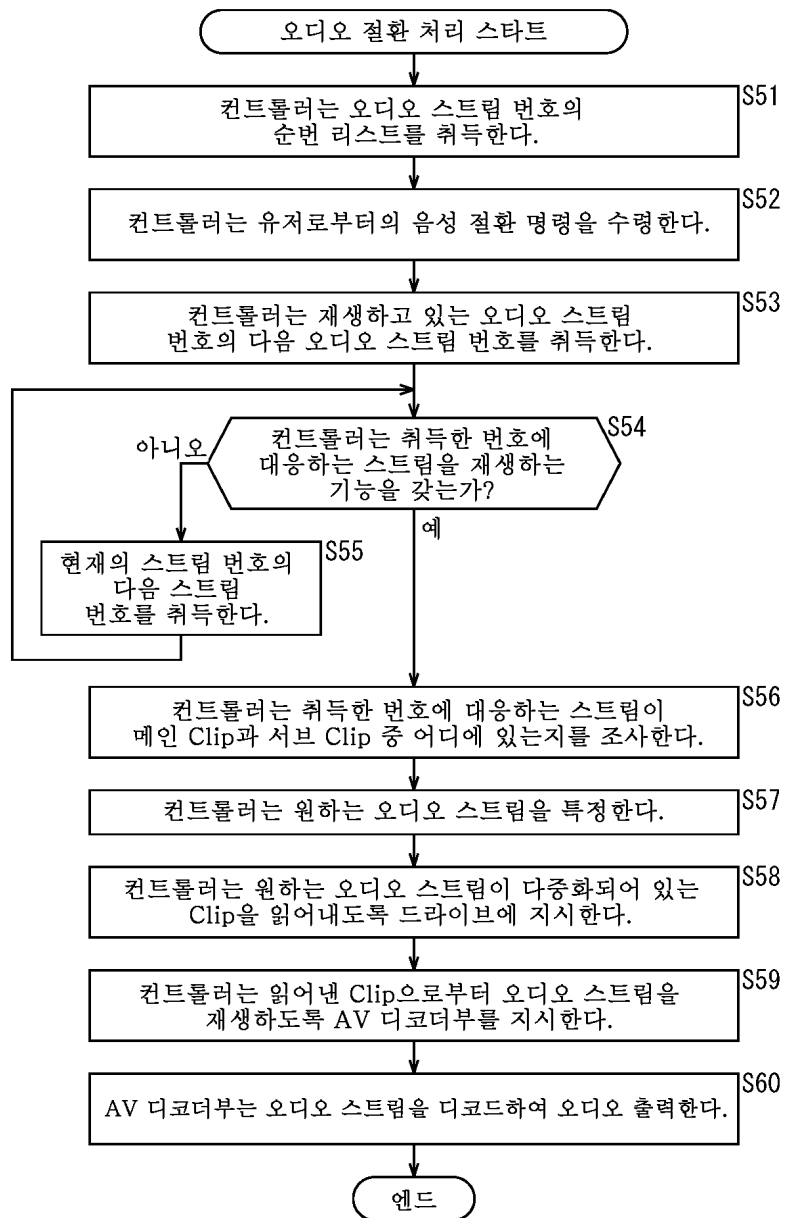 오디오 절환 처리 스타트
S51
컨트롤러는 오디오 스트림 번호의
순번 리스트를 취득한다.
S52
컨트롤러는 유저로부터의 음성 절환 명령을 수령한다.
S53
컨트롤러는 재생하고 있는 오디오 스트림
번호의 다음 오디오 스트림 번호를 취득한다.
S54
컨트롤러는 취득한 번호에
대응하는 스트림을 재생하는
기능을 갖는가?
아니오
예
S55
현재의 스트림 번호의
다음 스트림
번호를 취득한다.
S56
컨트롤러는 취득한 번호에 대응하는 스트림이
메인 Clip과 서브 Clip 중 어디에 있는지를 조사한다.
S57
컨트롤러는 원하는 오디오 스트림을 특정한다.
S58
컨트롤러는 원하는 오디오 스트림이 다중화되어 있는
Clip을 읽어내도록 드라이브에 지시한다.
S59
컨트롤러는 읽어낸 Clip으로부터 오디오 스트림을
재생하도록 AV 디코더부를 지시한다.
S60
AV 디코더부는 오디오 스트림을 디코드하여 오디오 출력한다.
엔드